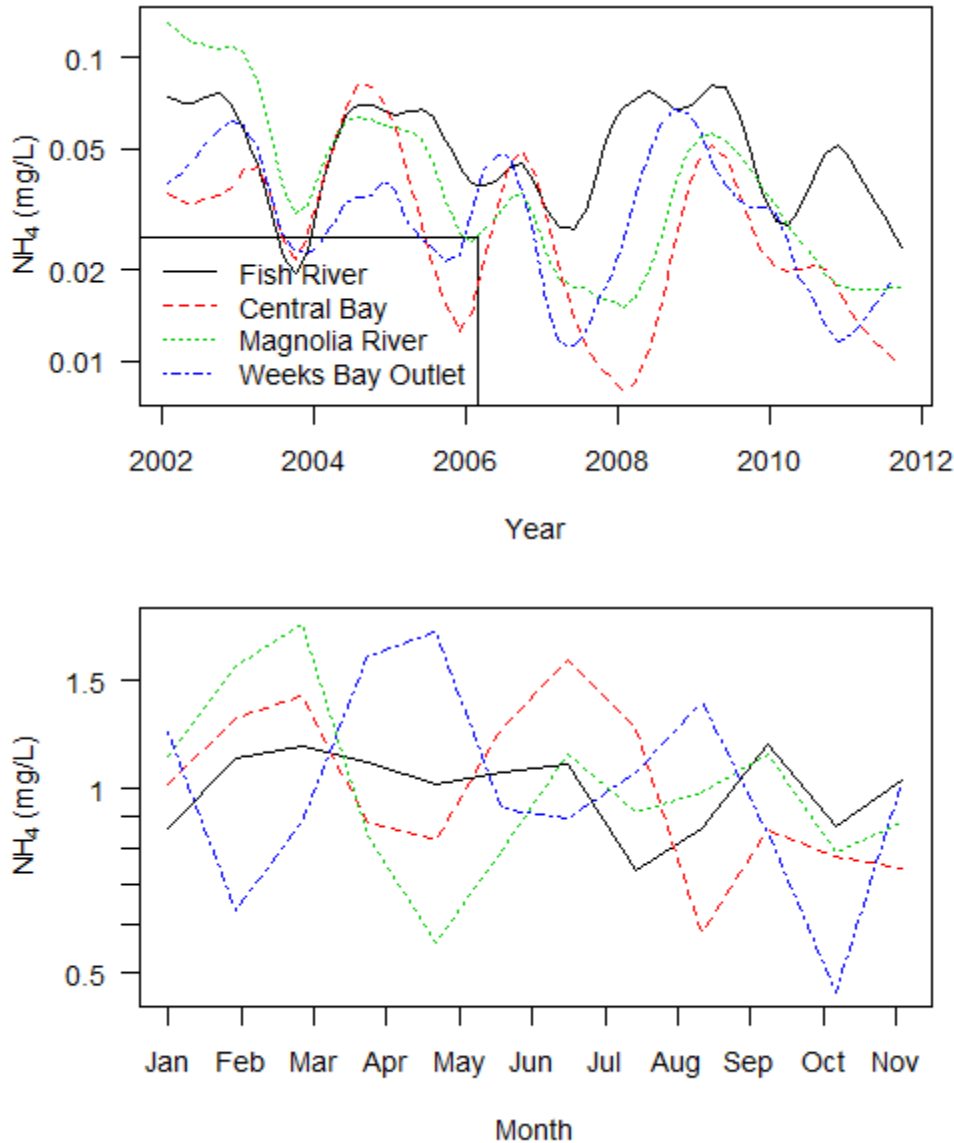 NH4 (mg/L)
0.1
0.05
0.02
0.01
Fish River
Central Bay
Magnolia River
Weeks Bay Outlet
2002 2004 2006 2008 2010 2012
Year
NH4 (mg/L)
1.5
1
0.5
Jan Feb Mar Apr May Jun Jul Aug Sep Oct Nov
Month